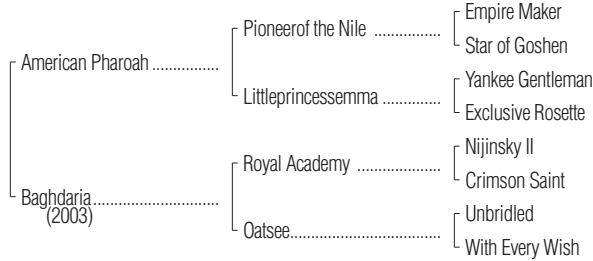 Empire Maker
Pioneerof the Nile ................
Star of Goshen
American Pharoah ................
Yankee Gentleman
Littleprincessemma ..............
Exclusive Rosette
Nijinsky II
Royal Academy ....................
Crimson Saint
Baghdaria..............................
(2003)
Unbridled
Oatsee....................................
With Every Wish